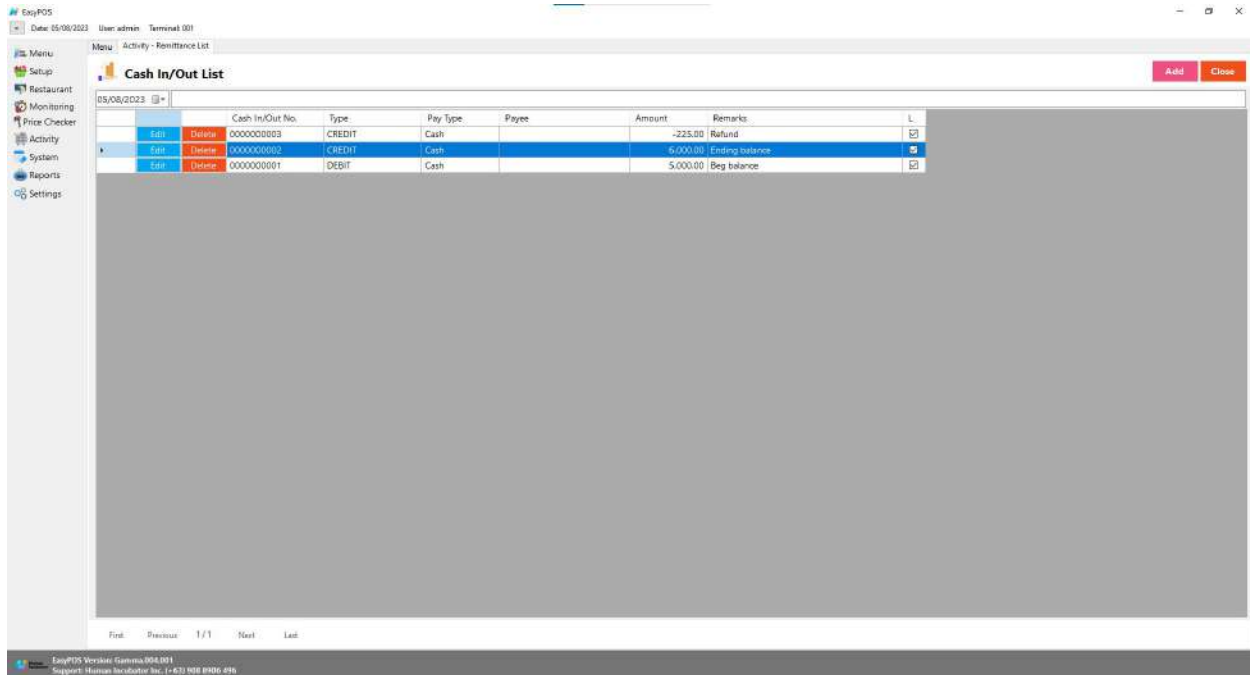 EasyPOS
Date: 05/08/2023 User: admin Terminal: 001
Menu
Setup
Restaurant
Monitoring
Price Checker
Activity
System
Reports
Settings
Menu Activity - Remittance List
Cash In/Out List
Add Close
05/08/2023
Cash In/Out No. Type Pay Type Payee Amount Remarks L
Edit Delete 0000000003 CREDIT Cash -225.00 Refund
Edit Delete 0000000002 CREDIT Cash 6,000.00 Ending balance
Edit Delete 0000000001 DEBIT Cash 5,000.00 Beg balance
First Previous 1 / 1 Next Last
EasyPOS Version: Gamma.004.001
Support: Human Incubator Inc. (+63) 908 8906 496